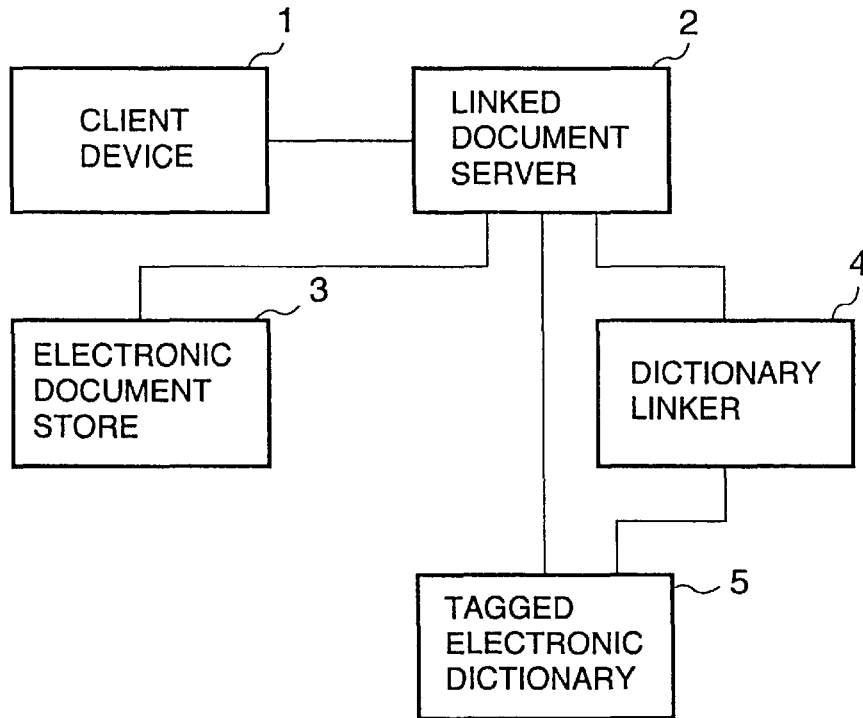 1
CLIENT
DEVICE
2
LINKED
DOCUMENT
SERVER
3
ELECTRONIC
DOCUMENT
STORE
4
DICTIONARY
LINKER
5
TAGGED
ELECTRONIC
DICTIONARY